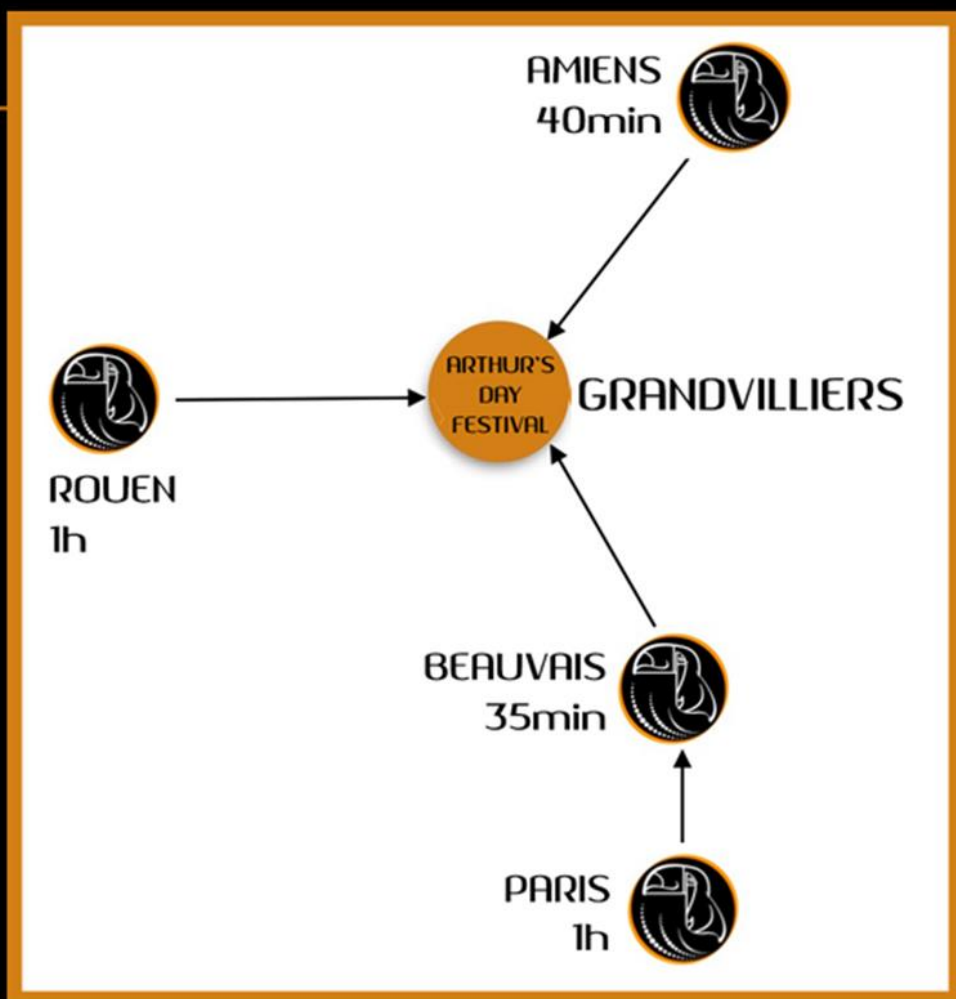 AMIENS
40min
ARTHUR'S
DAY
FESTIVAL
GRANDVILLIERS
ROUEN
1h
BEAUVAIS
35min
PARIS
1h